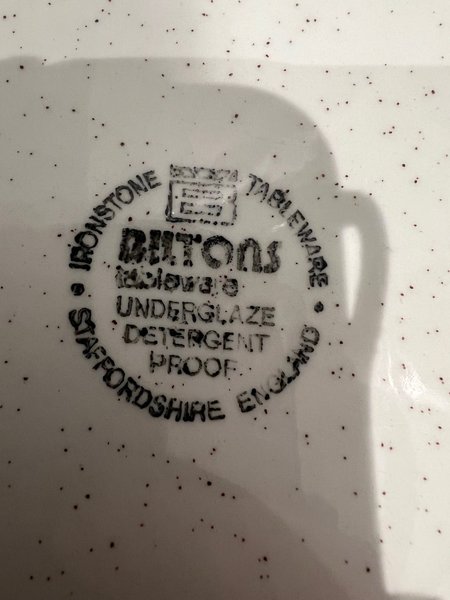 IRONSTONE TABLEWARE
BILTONS
tableware
UNDERGLAZE
DETERGENT
PROOF
STAFFORDSHIRE ENGLAND